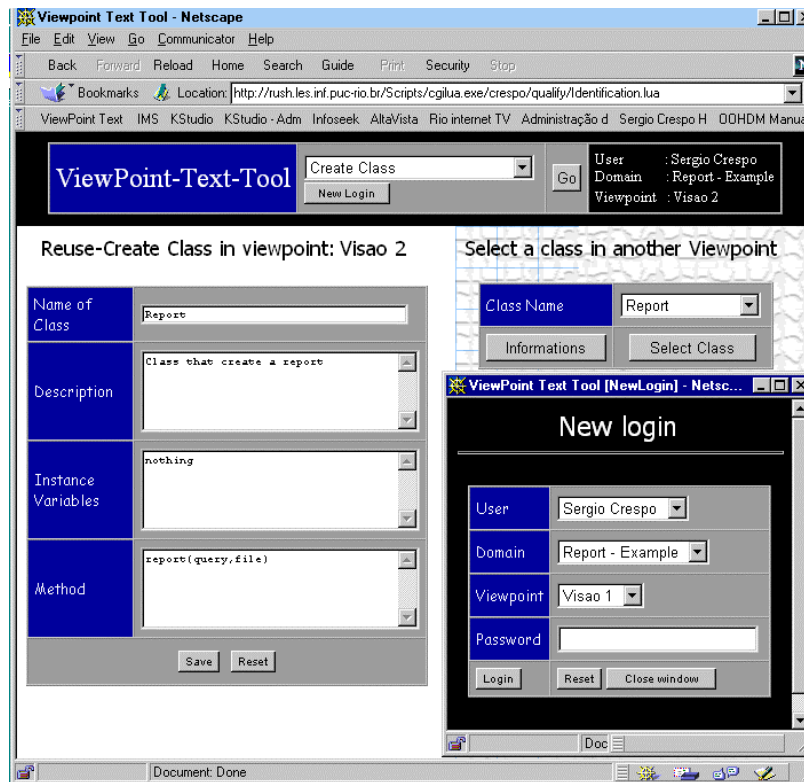 Viewpoint Text Tool - Netscape
File Edit View Go Communicator Help
Back Forward Reload Home Search Guide Print Security Stop
Bookmarks Location: http://rush.les.inf.puc-rio.br/Scripts/cgilua.exe/crespo/qualify/Identification.lua
ViewPoint Text IMS KStudio KStudio - Adm Infoseek AltaVista Rio internet TV Administração d Sergio Crespo H OOHDM Manua
ViewPoint-Text-Tool
Create Class
New Login
Go
User : Sergio Crespo
Domain : Report - Example
Viewpoint : Visao 2
Reuse-Create Class in viewpoint: Visao 2
Name of
Class
Report
Description
Class that create a report
Instance
Variables
nothing
Method
report(query,file)
Save Reset
Select a class in another Viewpoint
Class Name Report
Informations Select Class
ViewPoint Text Tool [NewLogin] - Netsc...
New login
User Sergio Crespo
Domain Report - Example
Viewpoint Visao 1
Password
Login Reset Close window
Doc
Document: Done